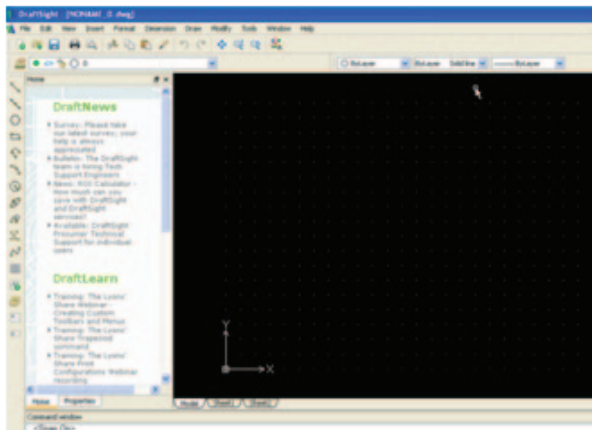 DraftSight - [NONAME_0.dwg]
File Edit View Insert Format Dimension Draw Modify Tools Window Help
0 ByLayer ByLayer Solid line ByLayer
Home
DraftNews
Survey: Please take
our latest survey; your
help is always
appreciated
Bulletin: The DraftSight
team is hiring Tech
Support Engineers
News: ROI Calculator -
How much can you
save with DraftSight
and DraftSight
services?
Available: DraftSight
Premier Technical
Support for individual
users
DraftLearn
Training: The Lyons'
Share Webinar -
Creating Custom
Toolbars and Menus
Training: The Lyons'
Share Trapezoid
command
Training: The Lyons'
Share Print
Configurations Webinar
recording
Y
X
Home Properties
Model Sheet1 Sheet2
Command window
<Snap On>